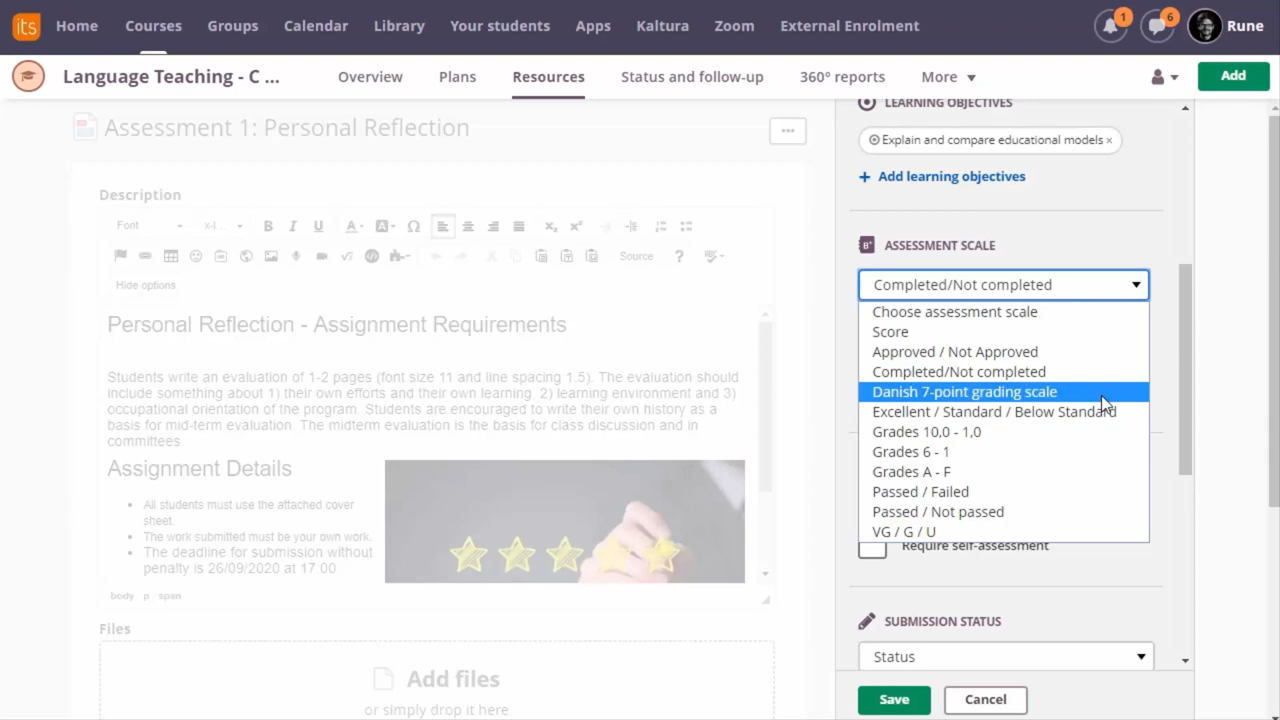 its Home Courses Groups Calendar Library Your students Apps Kaltura Zoom External Enrolment 1 6 Rune
Language Teaching - C ... Overview Plans Resources Status and follow-up 360° reports More Add
Assessment 1: Personal Reflection
...
Description
Font x-l... B I U A A Ω x₂ x²
Source ?
Hide options
Personal Reflection - Assignment Requirements
Students write an evaluation of 1-2 pages (font size 11 and line spacing 1.5). The evaluation should
include something about 1) their own efforts and their own learning, 2) learning environment and 3)
occupational orientation of the program. Students are encouraged to write their own history as a
basis for mid-term evaluation. The midterm evaluation is the basis for class discussion and in
committees.
Assignment Details
All students must use the attached cover
sheet.
The work submitted must be your own work.
The deadline for submission without
penalty is 26/09/2020 at 17 00
body p span
Files
Add files
or simply drop it here
LEARNING OBJECTIVES
Explain and compare educational models ×
+ Add learning objectives
B+ ASSESSMENT SCALE
Completed/Not completed
Choose assessment scale
Score
Approved / Not Approved
Completed/Not completed
Danish 7-point grading scale
Excellent / Standard / Below Standard
Grades 10,0 - 1,0
Grades 6 - 1
Grades A - F
Passed / Failed
Passed / Not passed
VG / G / U
Require self-assessment
SUBMISSION STATUS
Status
Save Cancel